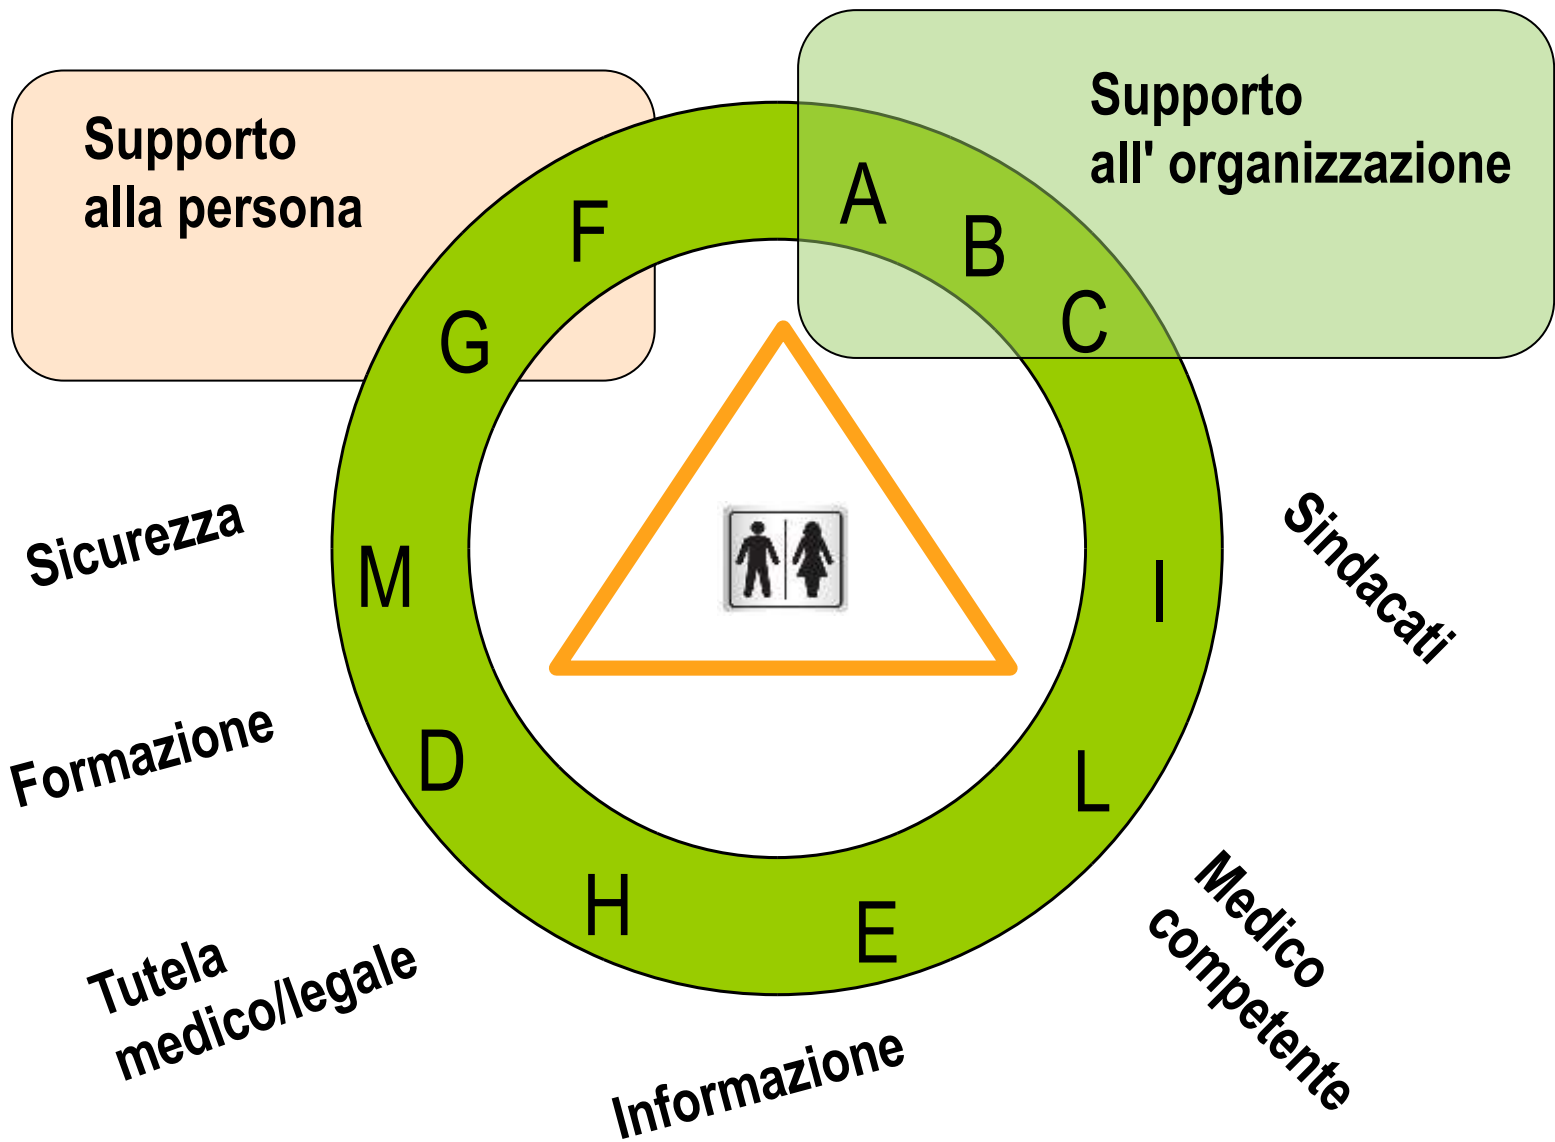 Supporto
alla persona
Supporto
all' organizzazione
A
B
C
F
G
Sicurezza
M
I
Sindacati
Formazione
D
L
Tutela
medico/legale
H
E
Medico
competente
Informazione